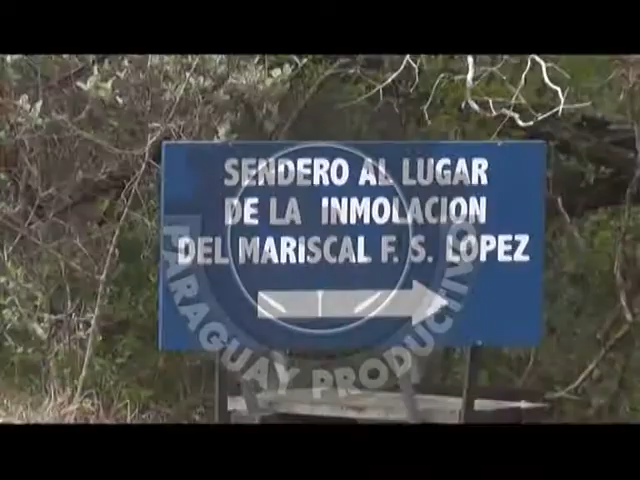 SENDERO AL LUGAR
DE LA INMOLACION
DEL MARISCAL F. S. LOPEZ
PARAGUAY PRODUCTIVO